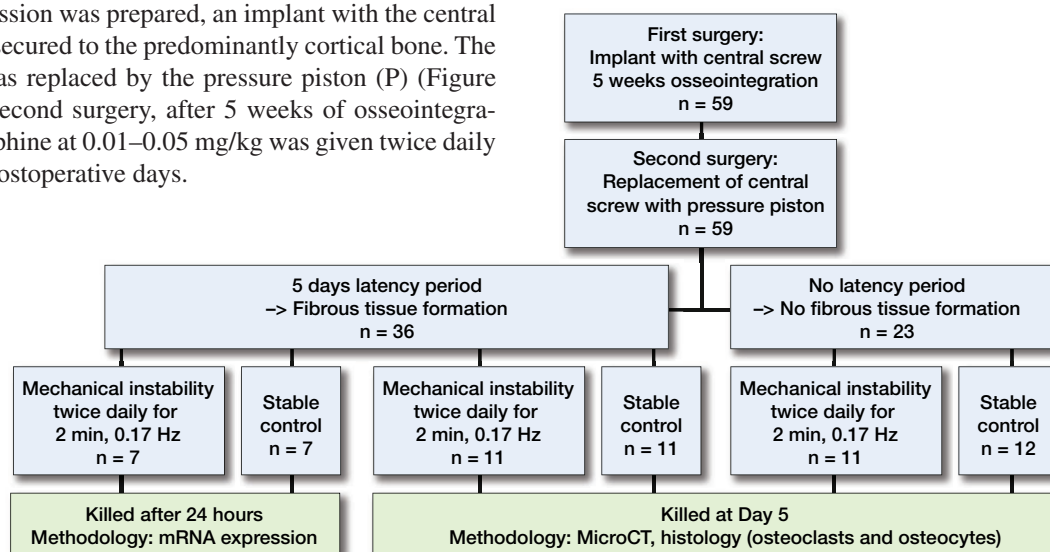 ssion was prepared, an implant with the central
secured to the predominantly cortical bone. The
as replaced by the pressure piston (P) (Figure
econd surgery, after 5 weeks of osseointegra-
phine at 0.01–0.05 mg/kg was given twice daily
ostoperative days.
First surgery:
Implant with central screw
5 weeks osseointegration
n = 59
Second surgery:
Replacement of central
screw with pressure piston
n = 59
5 days latency period
–> Fibrous tissue formation
n = 36
No latency period
–> No fibrous tissue formation
n = 23
Mechanical instability
twice daily for
2 min, 0.17 Hz
n = 7
Stable
control
n = 7
Mechanical instability
twice daily for
2 min, 0.17 Hz
n = 11
Stable
control
n = 11
Mechanical instability
twice daily for
2 min, 0.17 Hz
n = 11
Stable
control
n = 12
Killed after 24 hours
Methodology: mRNA expression
Killed at Day 5
Methodology: MicroCT, histology (osteoclasts and osteocytes)